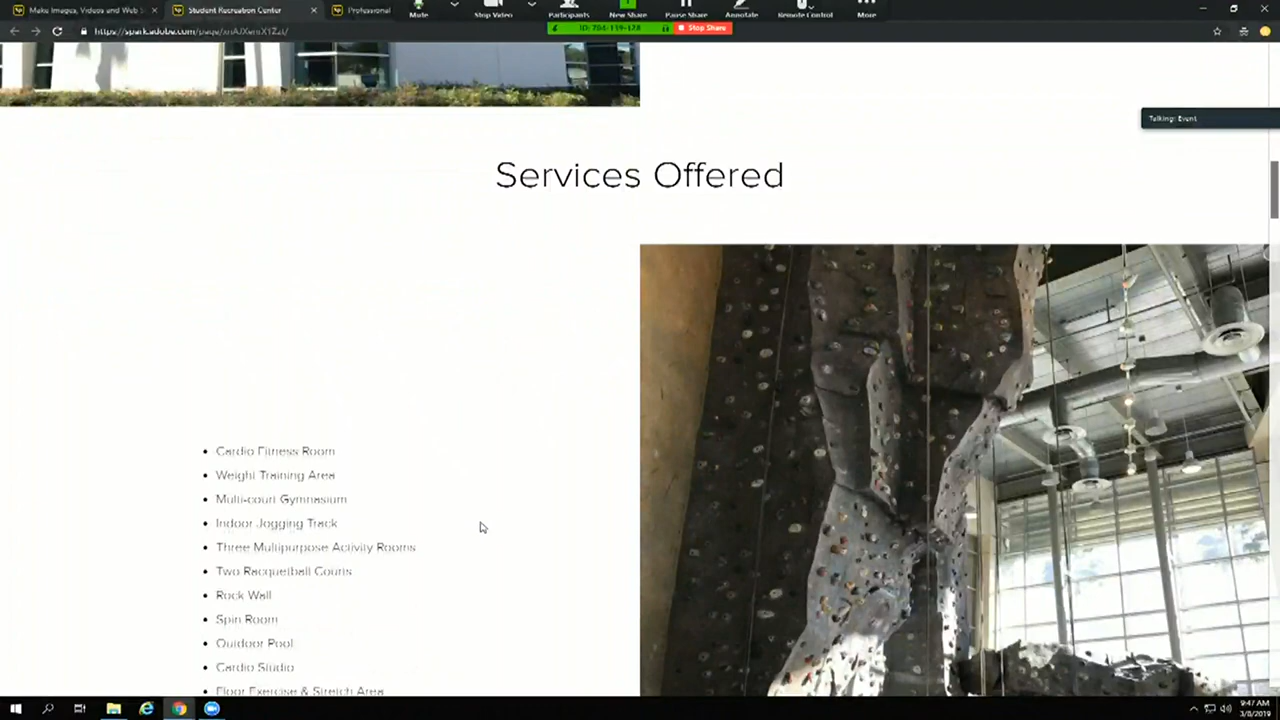 Make Images, Videos and Web S
Student Recreation Center
Professional
Mute
Stop Video
Participants
New Share
Pause Share
Annotate
Remote Control
More
Stop Share
Talking: Event
Services Offered
• Cardio Fitness Room
• Weight Training Area
• Multi-court Gymnasium
• Indoor Jogging Track
• Three Multipurpose Activity Rooms
• Two Racquetball Courts
• Rock Wall
• Spin Room
• Outdoor Pool
• Cardio Studio
• Floor Exercise & Stretch Area
9:47 AM
3/8/2019